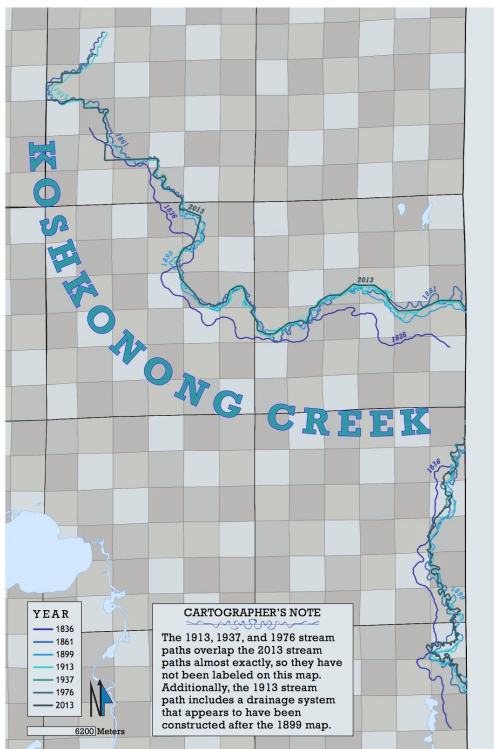 1913
1861
1836
2013
1899
KOSHKONONG CREEK
2013
1861
1836
1836
1899
YEAR
1836
1861
1899
1913
1937
1976
2013
N
6200 Meters
CARTOGRAPHER'S NOTE
The 1913, 1937, and 1976 stream
paths overlap the 2013 stream
paths almost exactly, so they have
not been labeled on this map.
Additionally, the 1913 stream
path includes a drainage system
that appears to have been
constructed after the 1899 map.